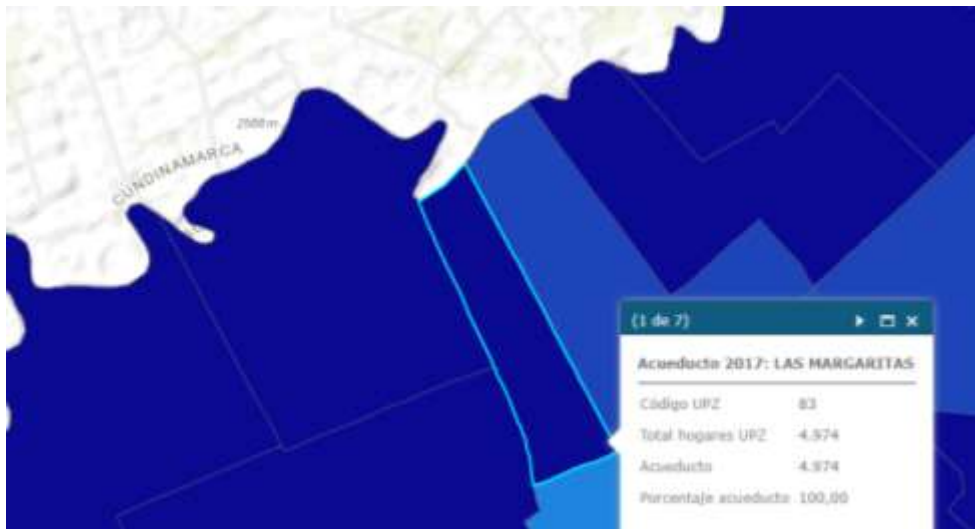 2600m
CUNDINAMARCA
(1 de 7)
Acueducto 2017: LAS MARGARITAS
Código UPZ 83
Total hogares UPZ 4.974
Acueducto 4.974
Porcentaje acueducto 100,00